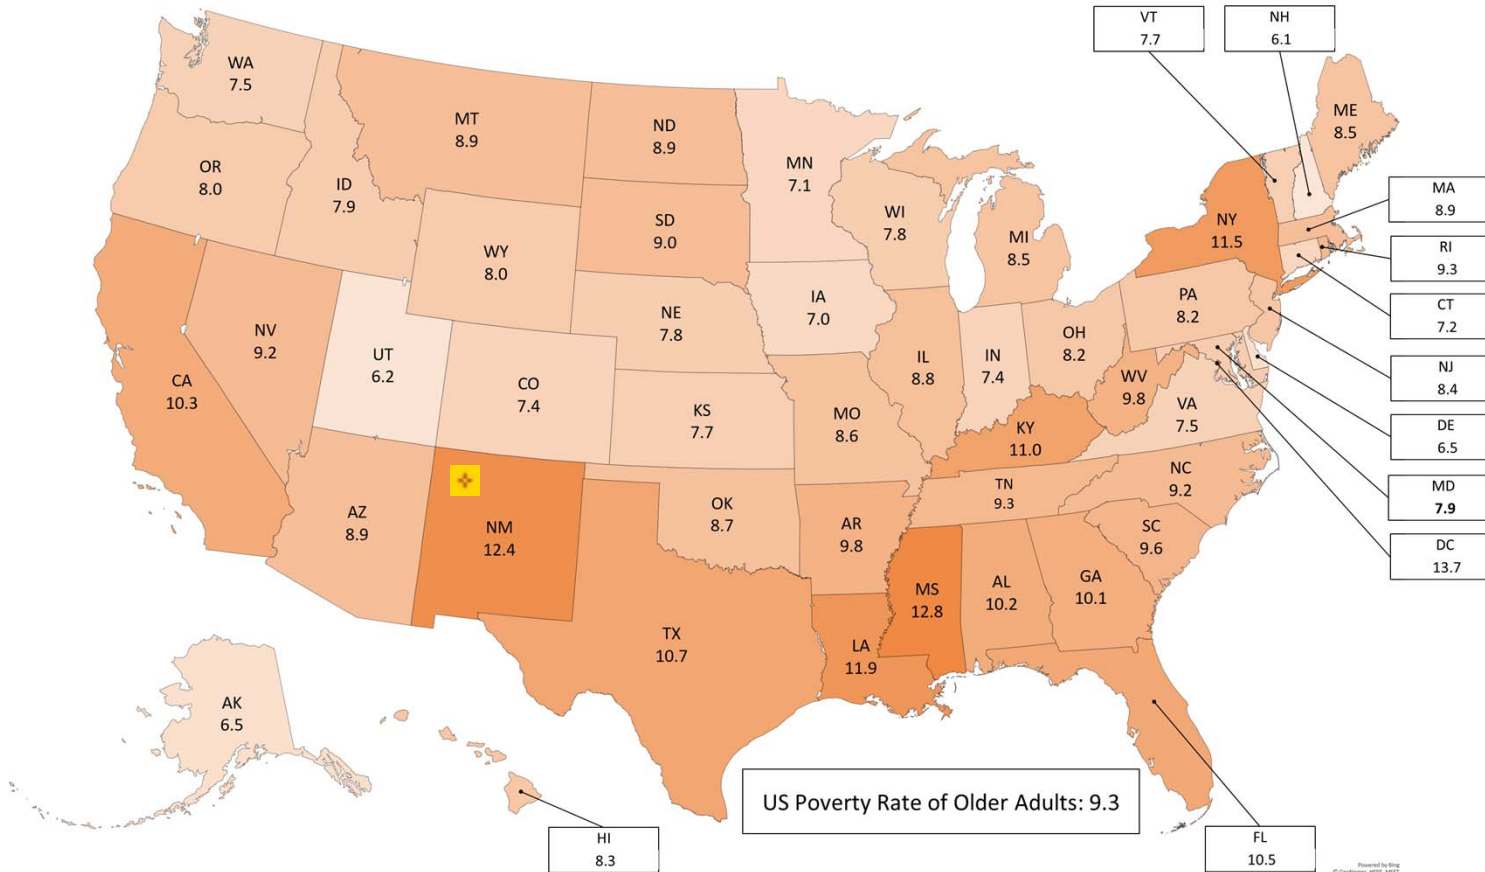 VT
7.7
NH
6.1
WA
7.5
MT
8.9
ND
8.9
ME
8.5
MN
7.1
OR
8.0
ID
7.9
MA
8.9
SD
9.0
WI
7.8
NY
11.5
MI
8.5
WY
8.0
RI
9.3
IA
7.0
PA
8.2
CT
7.2
NE
7.8
NV
9.2
OH
8.2
UT
6.2
IL
8.8
IN
7.4
NJ
8.4
CA
10.3
CO
7.4
WV
9.8
KS
7.7
MO
8.6
VA
7.5
DE
6.5
KY
11.0
NC
9.2
TN
9.3
MD
7.9
OK
8.7
AZ
8.9
NM
12.4
AR
9.8
SC
9.6
DC
13.7
MS
12.8
AL
10.2
GA
10.1
TX
10.7
LA
11.9
AK
6.5
US Poverty Rate of Older Adults: 9.3
HI
8.3
FL
10.5
Powered by Bing
© GeoNames, HERE, MSFT